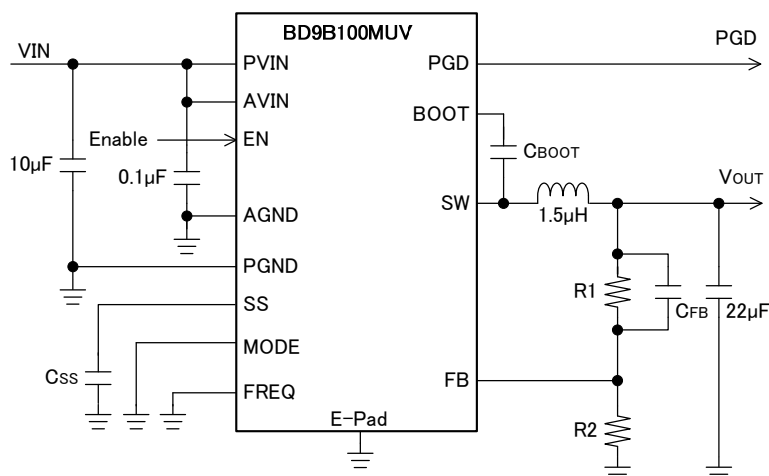 BD9B100MUV
VIN
PVIN
PGD
PGD
AVIN
BOOT
Enable
EN
CBOOT
10µF
0.1µF
VOUT
SW
1.5µH
AGND
PGND
SS
R1
CFB
22µF
MODE
CSS
FB
FREQ
E-Pad
R2